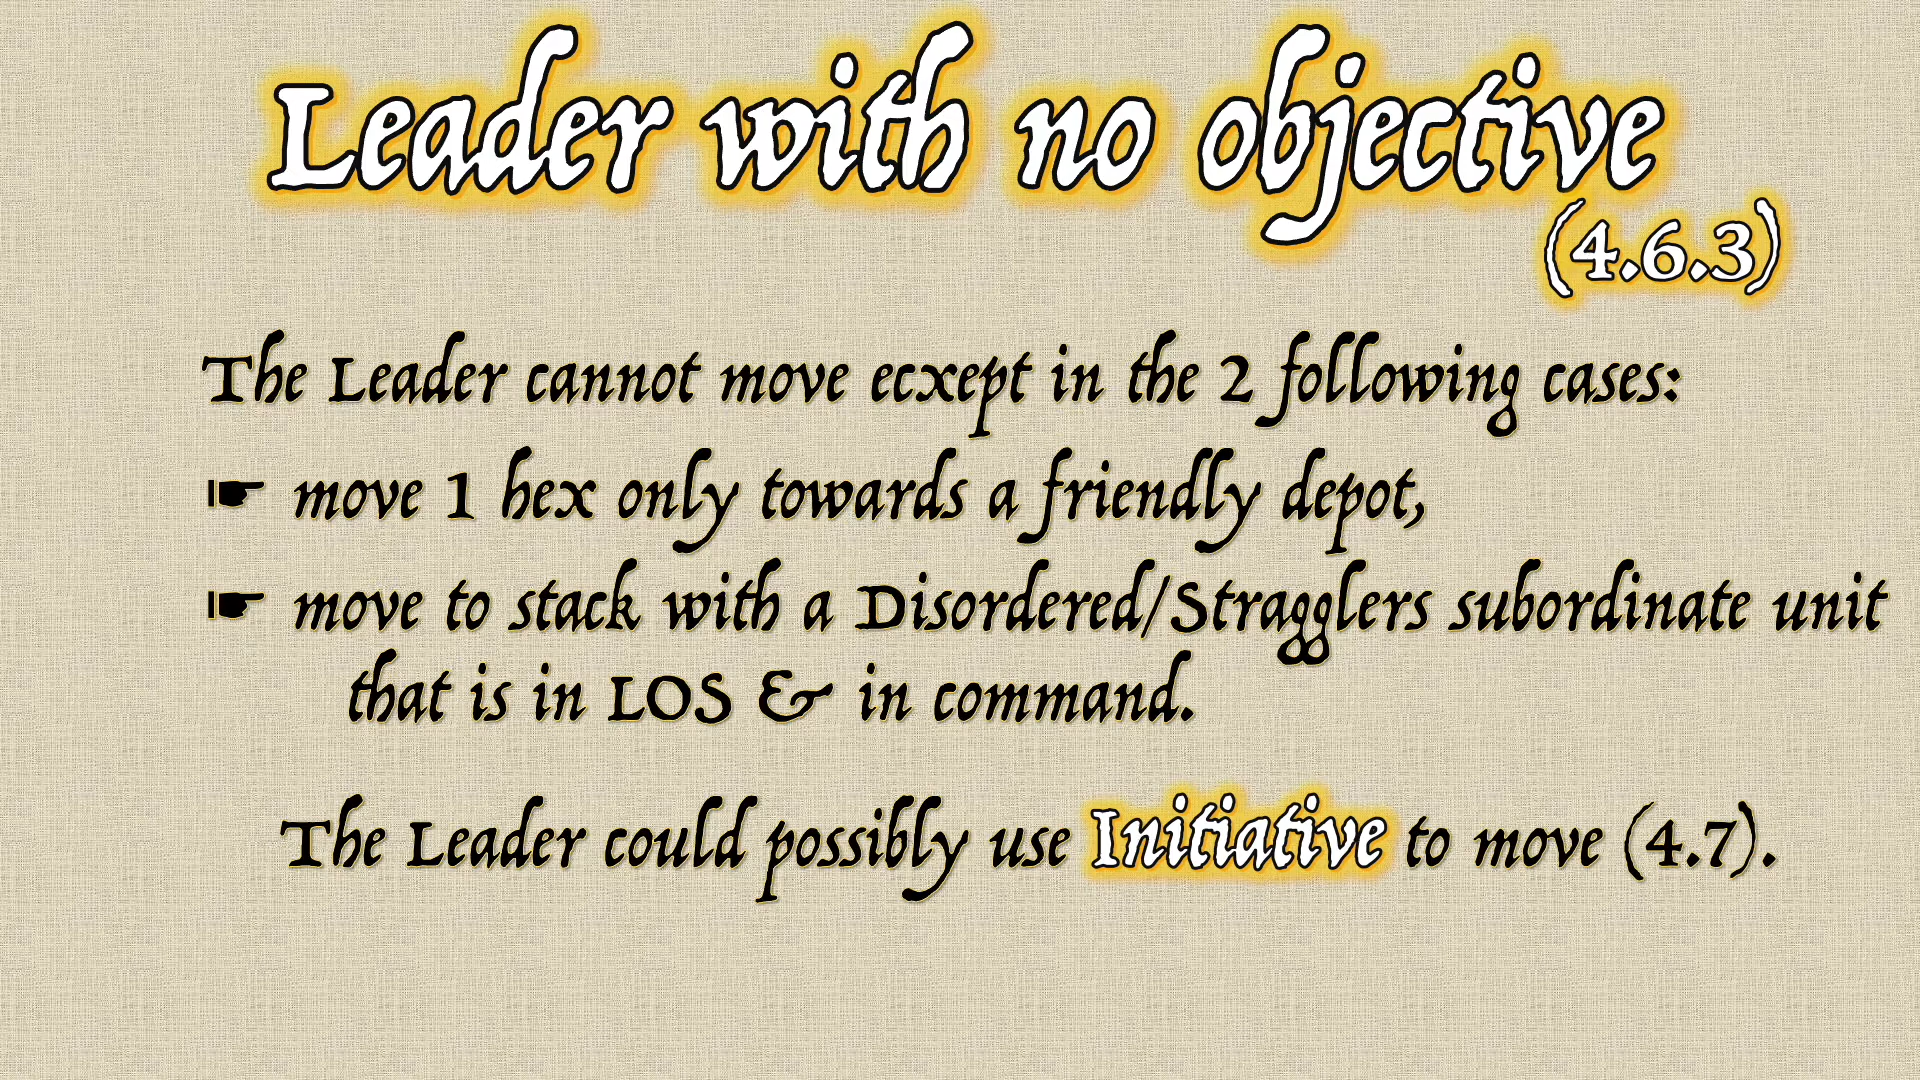 Leader with no objective
(4.6.3)
The Leader cannot move ecxept in the 2 following cases:
☛ move 1 hex only towards a friendly depot,
☛ move to stack with a Disordered/Stragglers subordinate unit
that is in LOS & in command.
The Leader could possibly use Initiative to move (4.7).